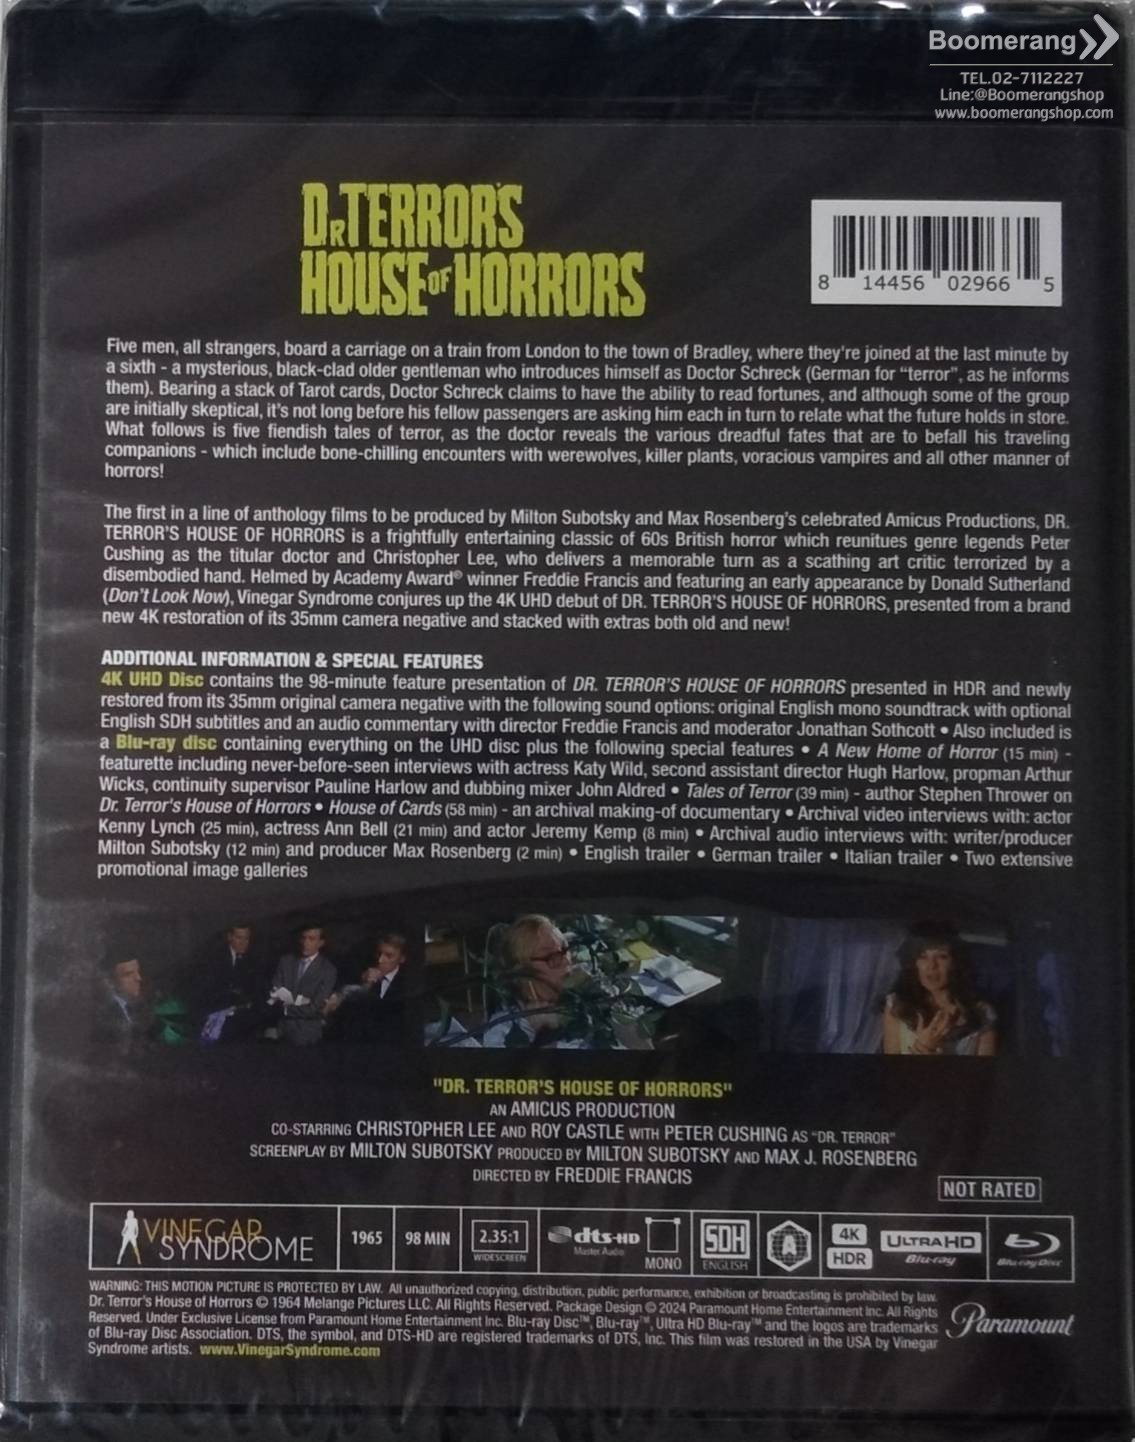 Boomerang
TEL.02-7112227
Line:@Boomerangshop
www.boomerangshop.com
DR TERROR'S
HOUSE OF HORRORS
8 14456 02966 5
Five men, all strangers, board a carriage on a train from London to the town of Bradley, where they're joined at the last minute by
a sixth - a mysterious, black-clad older gentleman who introduces himself as Doctor Schreck (German for "terror", as he informs
them). Bearing a stack of Tarot cards, Doctor Schreck claims to have the ability to read fortunes, and although some of the group
are initially skeptical, it's not long before his fellow passengers are asking him each in turn to relate what the future holds in store.
What follows is five fiendish tales of terror, as the doctor reveals the various dreadful fates that are to befall his traveling
companions - which include bone-chilling encounters with werewolves, killer plants, voracious vampires and all other manner of
horrors!
The first in a line of anthology films to be produced by Milton Subotsky and Max Rosenberg's celebrated Amicus Productions, DR.
TERROR'S HOUSE OF HORRORS is a frightfully entertaining classic of 60s British horror which reunitues genre legends Peter
Cushing as the titular doctor and Christopher Lee, who delivers a memorable turn as a scathing art critic terrorized by a
disembodied hand. Helmed by Academy Award® winner Freddie Francis and featuring an early appearance by Donald Sutherland
(Don't Look Now), Vinegar Syndrome conjures up the 4K UHD debut of DR. TERROR'S HOUSE OF HORRORS, presented from a brand
new 4K restoration of its 35mm camera negative and stacked with extras both old and new!
ADDITIONAL INFORMATION & SPECIAL FEATURES
4K UHD Disc contains the 98-minute feature presentation of DR. TERROR'S HOUSE OF HORRORS presented in HDR and newly
restored from its 35mm original camera negative with the following sound options: original English mono soundtrack with optional
English SDH subtitles and an audio commentary with director Freddie Francis and moderator Jonathan Sothcott • Also included is
a Blu-ray disc containing everything on the UHD disc plus the following special features • A New Home of Horror (15 min) -
featurette including never-before-seen interviews with actress Katy Wild, second assistant director Hugh Harlow, propman Arthur
Wicks, continuity supervisor Pauline Harlow and dubbing mixer John Aldred • Tales of Terror (39 min) - author Stephen Thrower on
Dr. Terror's House of Horrors • House of Cards (58 min) - an archival making-of documentary • Archival video interviews with: actor
Kenny Lynch (25 min), actress Ann Bell (21 min) and actor Jeremy Kemp (8 min) • Archival audio interviews with: writer/producer
Milton Subotsky (12 min) and producer Max Rosenberg (2 min) • English trailer • German trailer • Italian trailer • Two extensive
promotional image galleries
"DR. TERROR'S HOUSE OF HORRORS"
AN AMICUS PRODUCTION
CO-STARRING CHRISTOPHER LEE AND ROY CASTLE WITH PETER CUSHING AS "DR. TERROR"
SCREENPLAY BY MILTON SUBOTSKY PRODUCED BY MILTON SUBOTSKY AND MAX J. ROSENBERG
DIRECTED BY FREDDIE FRANCIS
NOT RATED
VINEGAR SYNDROME 1965 98 MIN 2.35:1 WIDESCREEN dts-HD Master Audio MONO SDH ENGLISH A 4K HDR ULTRA HD Blu-ray Blu-ray Disc
WARNING: THIS MOTION PICTURE IS PROTECTED BY LAW. All unauthorized copying, distribution, public performance, exhibition or broadcasting is prohibited by law.
Dr. Terror's House of Horrors © 1964 Melange Pictures LLC. All Rights Reserved. Package Design © 2024 Paramount Home Entertainment Inc. All Rights
Reserved. Under Exclusive License from Paramount Home Entertainment Inc. Blu-ray Disc™, Blu-ray™, Ultra HD Blu-ray™ and the logos are trademarks
of Blu-ray Disc Association. DTS, the symbol, and DTS-HD are registered trademarks of DTS, Inc. This film was restored in the USA by Vinegar
Syndrome artists. www.VinegarSyndrome.com
Paramount